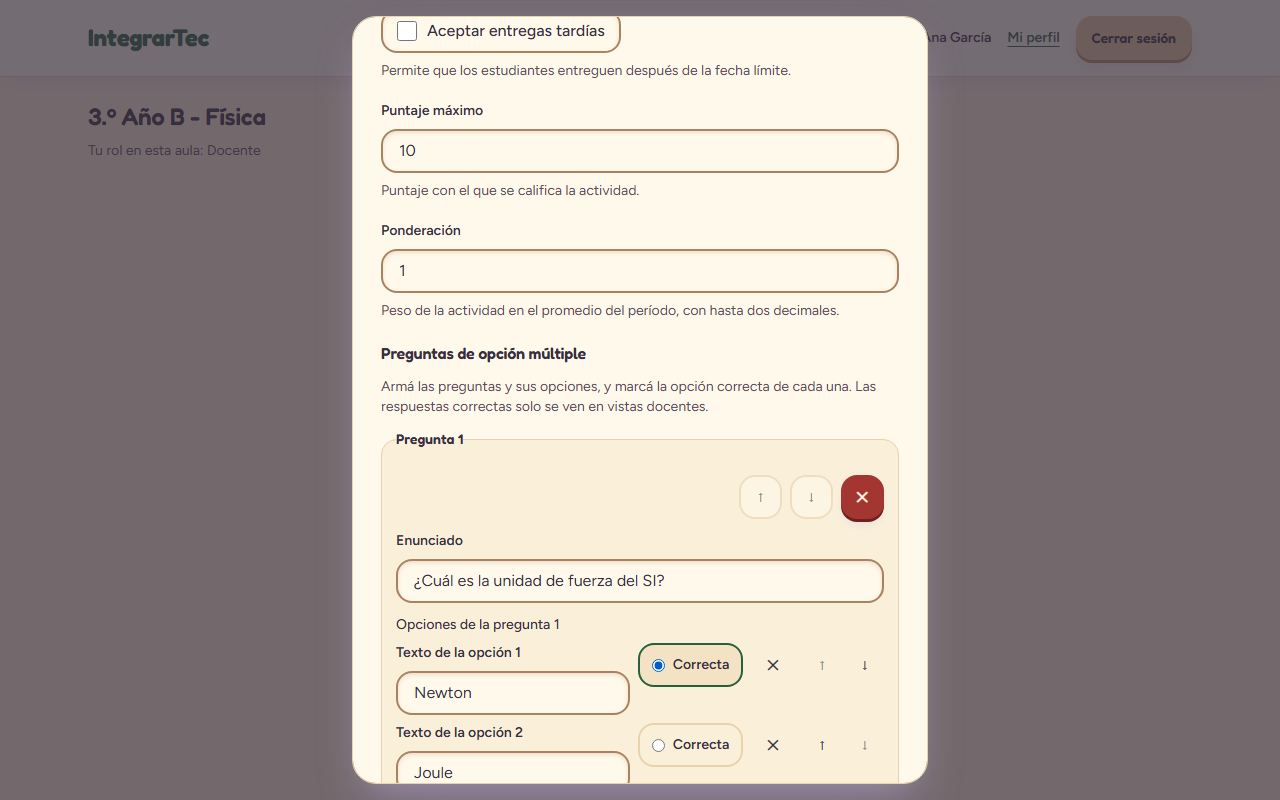 IntegrarTec
Ana García
Mi perfil
Cerrar sesión
3.º Año B - Física
Tu rol en esta aula: Docente
Aceptar entregas tardías
Permite que los estudiantes entreguen después de la fecha límite.
Puntaje máximo
10
Puntaje con el que se califica la actividad.
Ponderación
1
Peso de la actividad en el promedio del período, con hasta dos decimales.
Preguntas de opción múltiple
Armá las preguntas y sus opciones, y marcá la opción correcta de cada una. Las
respuestas correctas solo se ven en vistas docentes.
Pregunta 1
↑ ↓ ✕
Enunciado
¿Cuál es la unidad de fuerza del SI?
Opciones de la pregunta 1
Texto de la opción 1
Newton
Correcta ✕ ↑ ↓
Texto de la opción 2
Joule
Correcta ✕ ↑ ↓